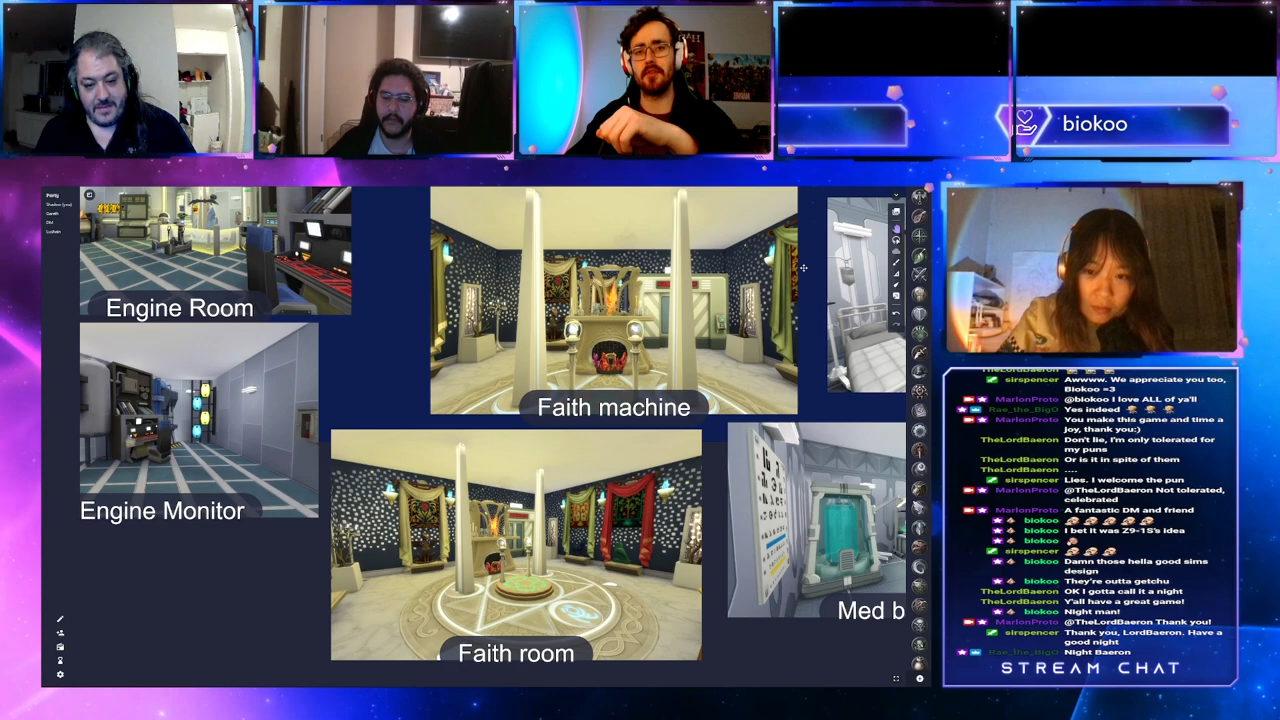 biokoo
Party
Engine Room
Faith machine
Engine Monitor
Faith room
Med b
TheLordBaeron
sirspencer Awwww. We appreciate you too,
Biokoo =3
MarlonProto @biokoo I love ALL of ya'll
Rae_the_BigO Yes indeed
MarlonProto You make this game and time a
joy, thank you:)
TheLordBaeron Don't lie, I'm only tolerated for
my puns
TheLordBaeron Or is it in spite of them
TheLordBaeron ----
sirspencer Lies. I welcome the pun
MarlonProto @TheLordBaeron Not tolerated,
celebrated
MarlonProto A fantastic DM and friend
biokoo
biokoo I bet it was Z9-1S's idea
biokoo
sirspencer
biokoo Damn those hella good sims
design
biokoo They're outta getchu
TheLordBaeron OK I gotta call it a night
TheLordBaeron Y'all have a great game!
biokoo Night man!
MarlonProto @TheLordBaeron Thank you!
sirspencer Thank you, LordBaeron. Have a
good night
Rae_the_BigO Night Baeron
STREAM CHAT